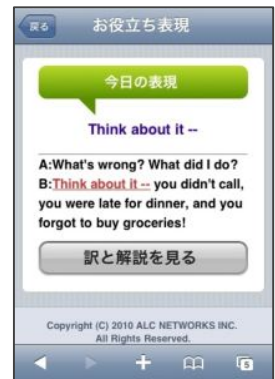 戻る
お役立ち表現
今日の表現
Think about it --
A:What's wrong? What did I do?
B:Think about it -- you didn't call,
you were late for dinner, and you
forgot to buy groceries!
訳と解説を見る
Copyright (C) 2010 ALC NETWORKS INC.
All Rights Reserved.
5